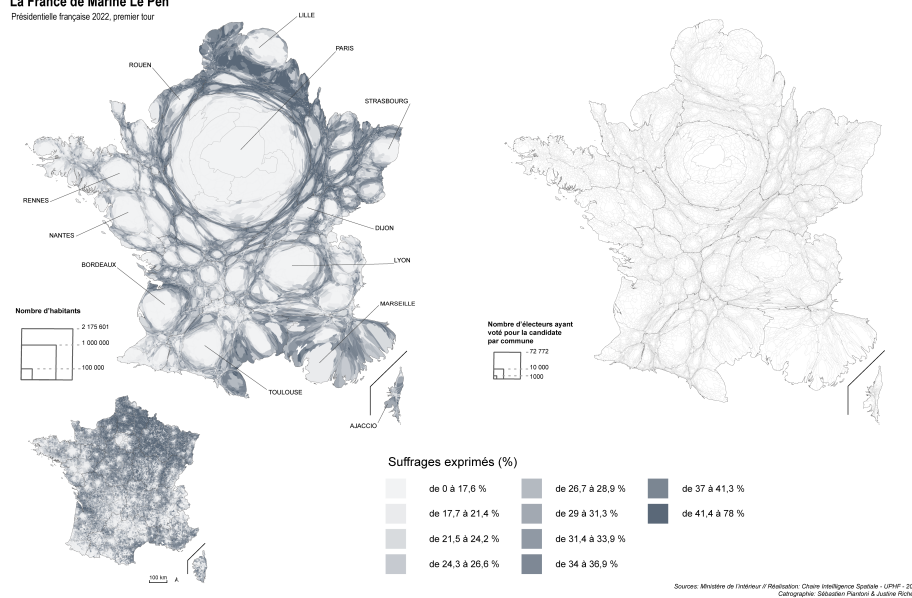 La France de Marine Le Pen
Présidentielle française 2022, premier tour
LILLE
PARIS
ROUEN
STRASBOURG
RENNES
NANTES
DIJON
BORDEAUX
LYON
MARSEILLE
Nombre d'habitants
2 175 601
1 000 000
100 000
Nombre d'électeurs ayant
voté pour la candidate
par commune
72 772
10 000
1000
TOULOUSE
AJACCIO
100 km
Suffrages exprimés (%)
de 0 à 17,6 %
de 26,7 à 28,9 %
de 37 à 41,3 %
de 17,7 à 21,4 %
de 29 à 31,3 %
de 41,4 à 78 %
de 21,5 à 24,2 %
de 31,4 à 33,9 %
de 24,3 à 26,6 %
de 34 à 36,9 %
Sources: Ministère de l'intérieur // Réalisation: Chaire Intelligence Spatiale - UPHF - 20
Catrographie: Sébastien Piantoni & Justine Riche